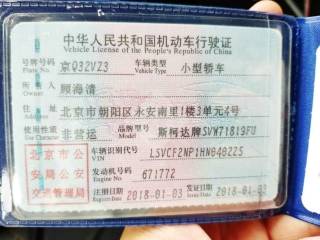 中华人民共和国机动车行驶证
Vehicle License of the People's Republic of China
号牌号码 京Q32VZ3 车辆类型 小型轿车
Plate No. Vehicle Type
所有人 顾海清
住址 北京市朝阳区永安南里1楼3单元4号
使用性质 非营运 品牌型号 斯柯达牌SVW71819FU
Use Character Model
北京市公 车辆识别代号 LSVCF2NP1HN040225
VIN
安局公安 发动机号码 671772
Engine No.
交通管理局 注册日期 2018-01-03 发证日期 2018-01-03
Register Date Issue Date